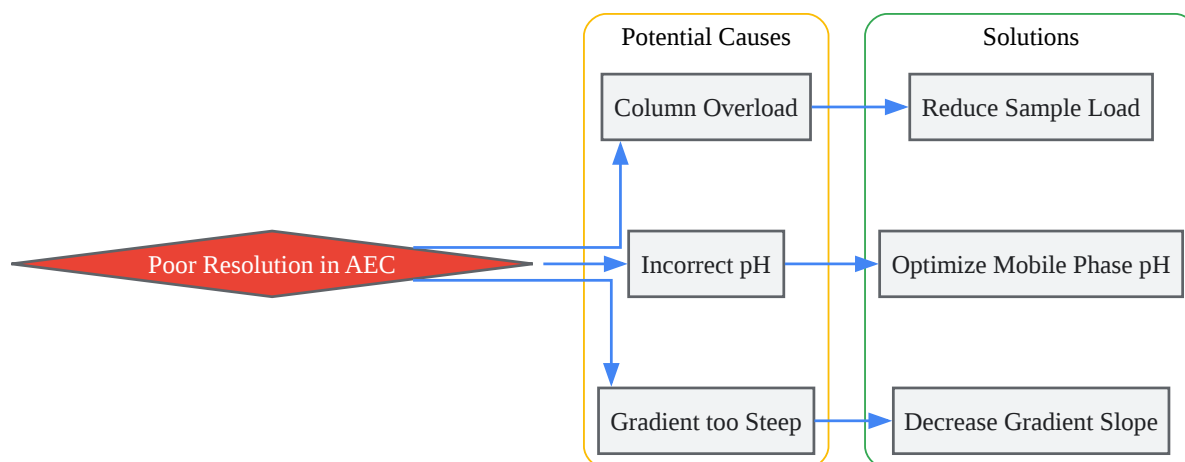 Potential Causes
Solutions
Column Overload
Reduce Sample Load
Poor Resolution in AEC
Incorrect pH
Optimize Mobile Phase pH
Gradient too Steep
Decrease Gradient Slope